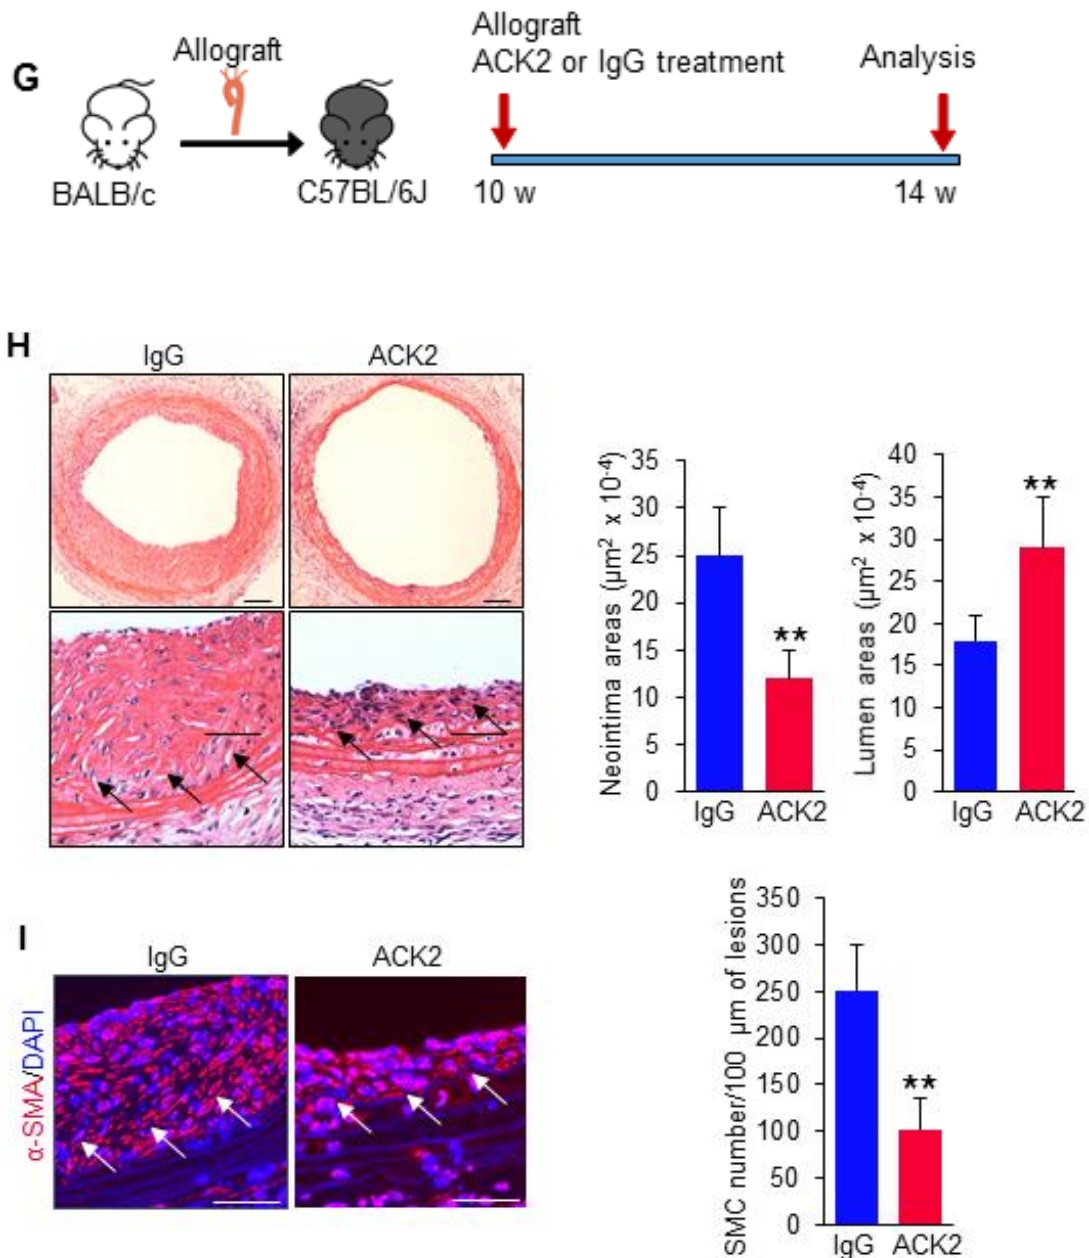 G
Allograft
BALB/c
C57BL/6J
Allograft
ACK2 or IgG treatment
Analysis
10 w
14 w
H
IgG
ACK2
Neointima areas (µm² x 10⁻⁴)
35
30
25
20
15
10
5
0
**
IgG
ACK2
Lumen areas (µm² x 10⁻⁴)
40
35
30
25
20
15
10
5
0
**
IgG
ACK2
I
IgG
ACK2
α-SMA/DAPI
SMC number/100 µm of lesions
350
300
250
200
150
100
50
0
**
IgG
ACK2